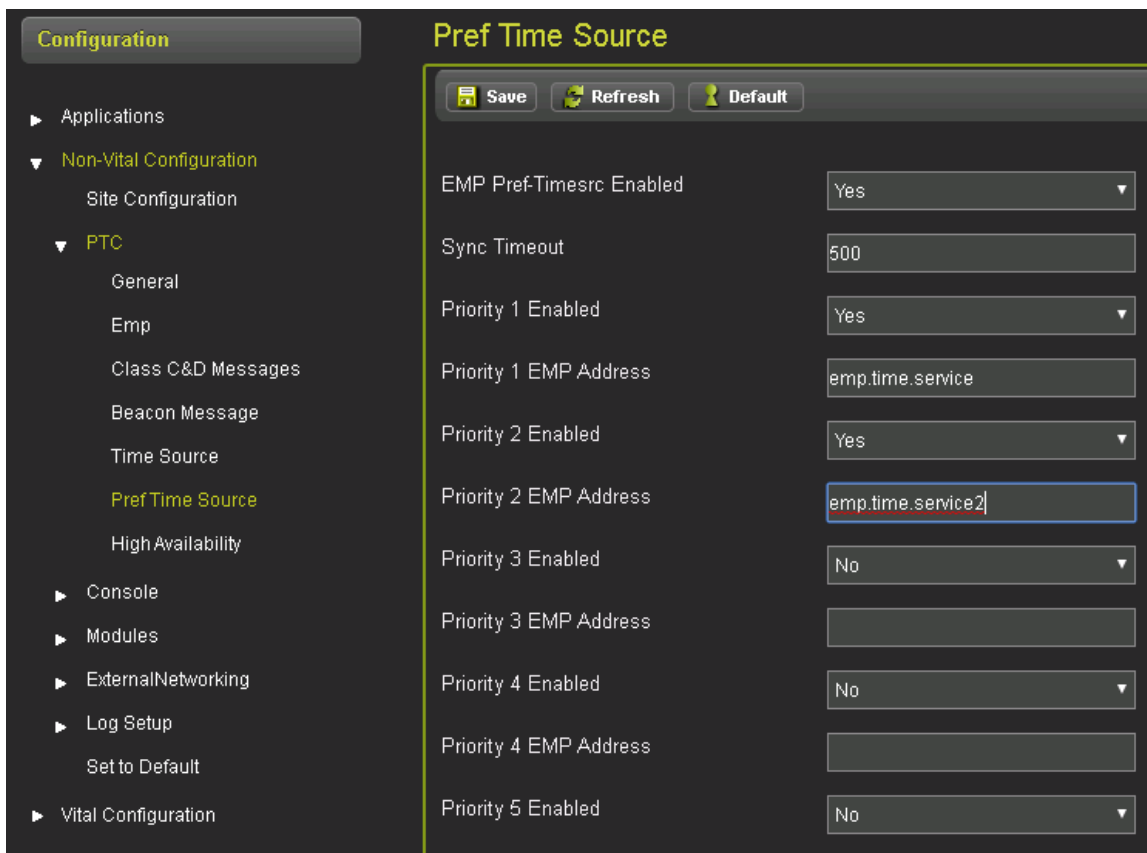 Configuration
Applications
Non-Vital Configuration
Site Configuration
PTC
General
Emp
Class C&D Messages
Beacon Message
Time Source
Pref Time Source
High Availability
Console
Modules
ExternalNetworking
Log Setup
Set to Default
Vital Configuration
Pref Time Source
Save Refresh Default
EMP Pref-Timesrc Enabled Yes
Sync Timeout 500
Priority 1 Enabled Yes
Priority 1 EMP Address emp.time.service
Priority 2 Enabled Yes
Priority 2 EMP Address emp.time.service2
Priority 3 Enabled No
Priority 3 EMP Address
Priority 4 Enabled No
Priority 4 EMP Address
Priority 5 Enabled No